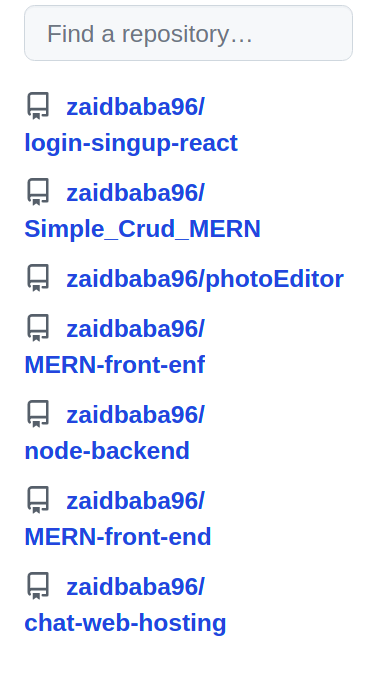 Find a repository…
zaidbaba96/
login-singup-react
zaidbaba96/
Simple_Crud_MERN
zaidbaba96/photoEditor
zaidbaba96/
MERN-front-enf
zaidbaba96/
node-backend
zaidbaba96/
MERN-front-end
zaidbaba96/
chat-web-hosting